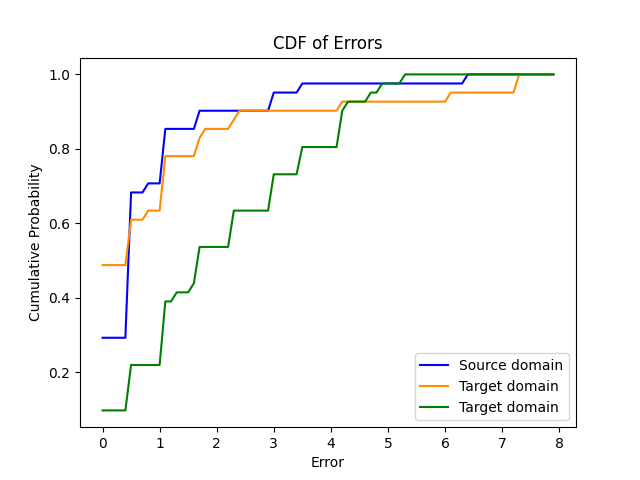 CDF of Errors
Cumulative Probability
1.0
0.8
0.6
0.4
0.2
Source domain
Target domain
Target domain
0 1 2 3 4 5 6 7 8
Error